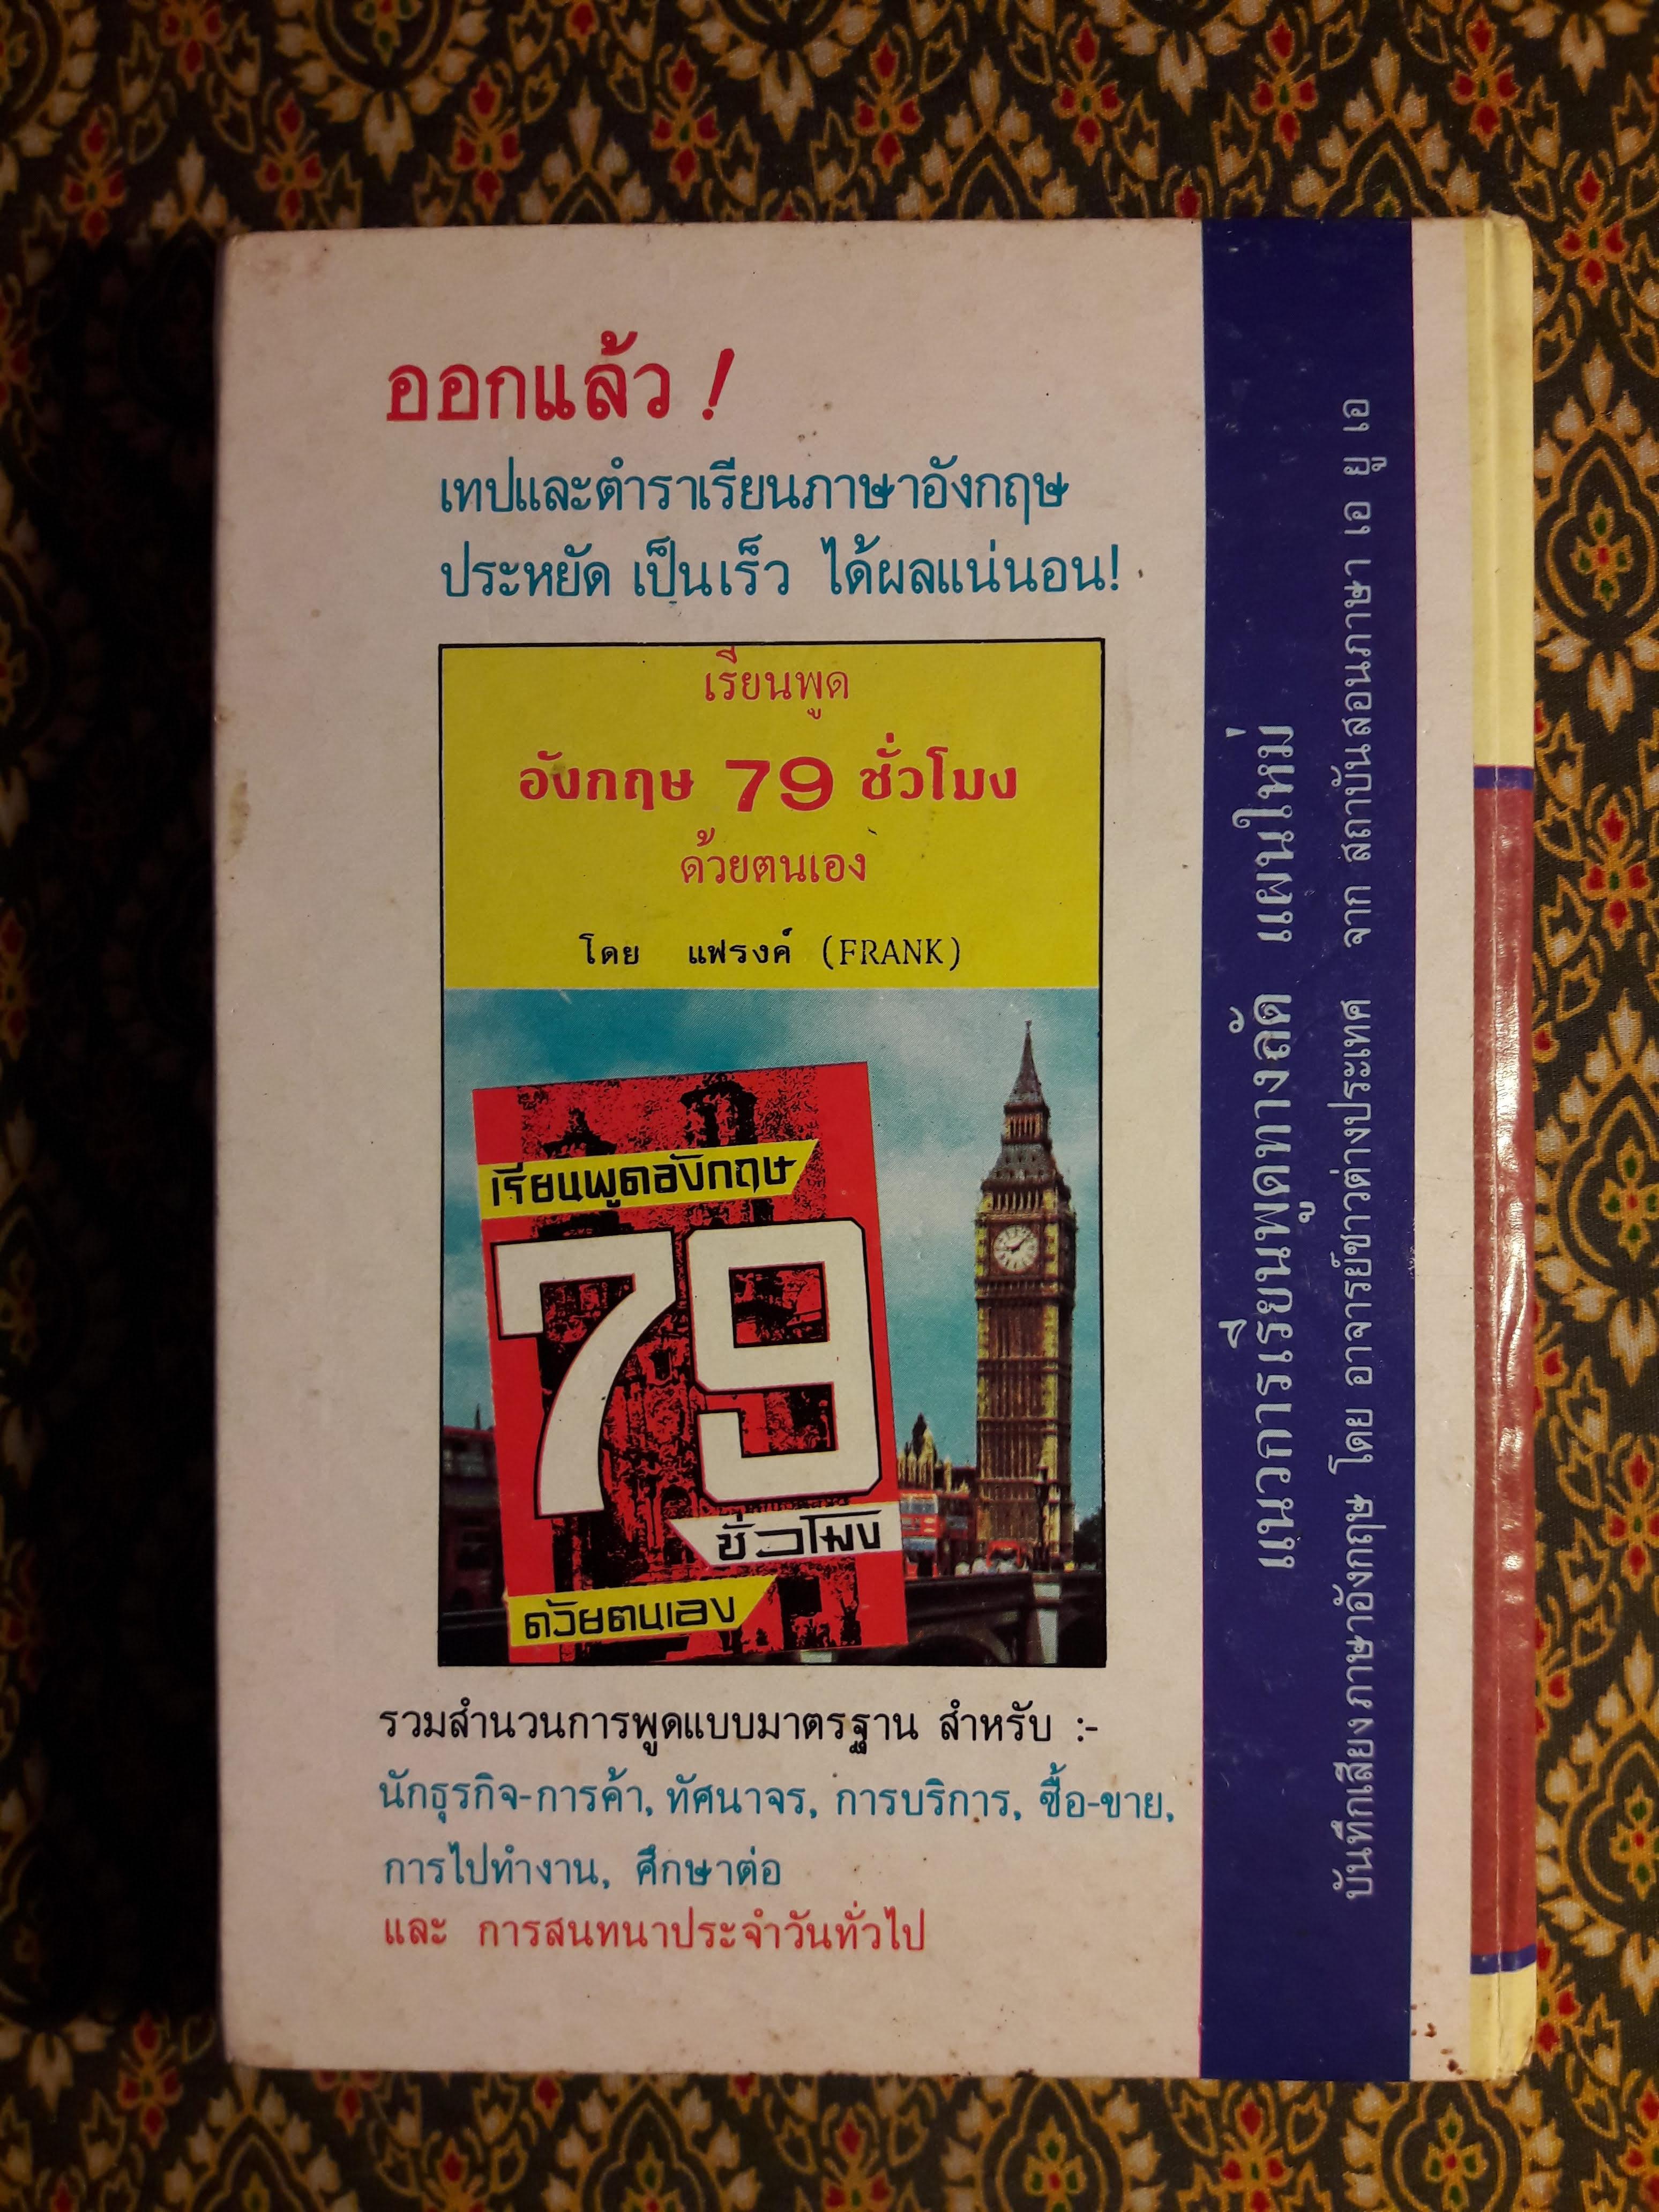 ออกแล้ว !
เทปและตำราเรียนภาษาอังกฤษ
ประหยัด เป็นเร็ว ได้ผลแน่นอน!
เรียนพูด
อังกฤษ 79 ชั่วโมง
ด้วยตนเอง
โดย แฟรงค์ (FRANK)
เรียนพูดอังกฤษ
79
ชั่วโมง
ด้วยตนเอง
รวมสำนวนการพูดแบบมาตรฐาน สำหรับ :-
นักธุรกิจ-การค้า, ทัศนาจร, การบริการ, ซื้อ-ขาย,
การไปทำงาน, ศึกษาต่อ
และ การสนทนาประจำวันทั่วไป
แนวการเรียนพูดทางลัด แผนใหม่
บันทึกเสียงภาษาอังกฤษ โดย อาจารย์ชาวต่างประเทศ จาก สถาบันสอนภาษา เอ ยู เอ